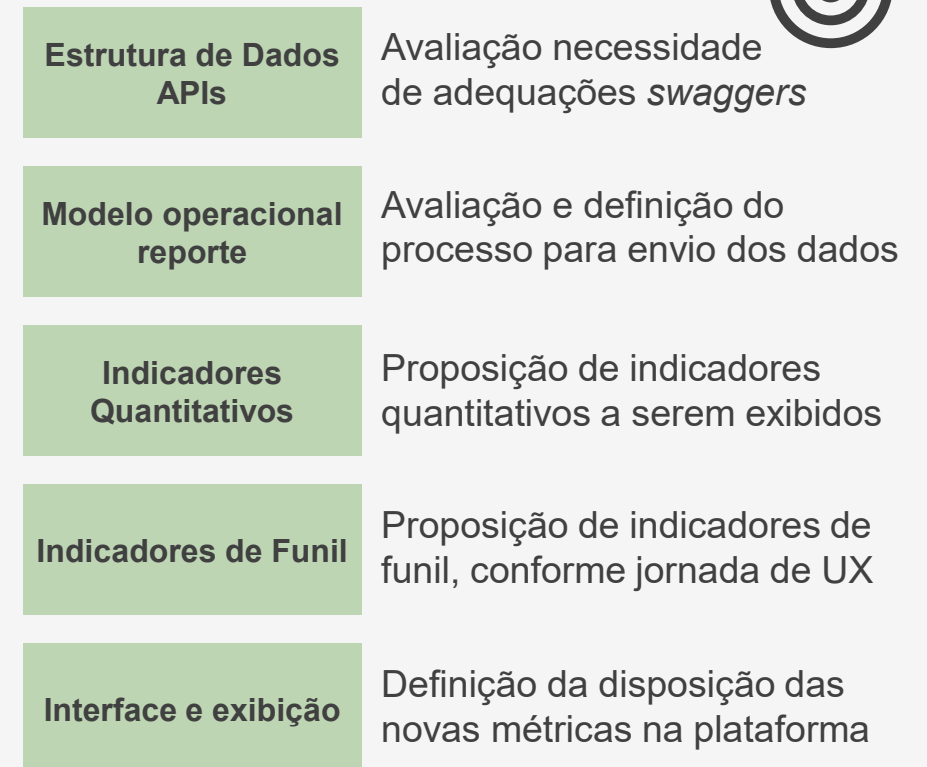 Estrutura de Dados
APIs
Avaliação necessidade
de adequações swaggers
Modelo operacional
reporte
Avaliação e definição do
processo para envio dos dados
Indicadores
Quantitativos
Proposição de indicadores
quantitativos a serem exibidos
Indicadores de Funil
Proposição de indicadores de
funil, conforme jornada de UX
Interface e exibição
Definição da disposição das
novas métricas na plataforma